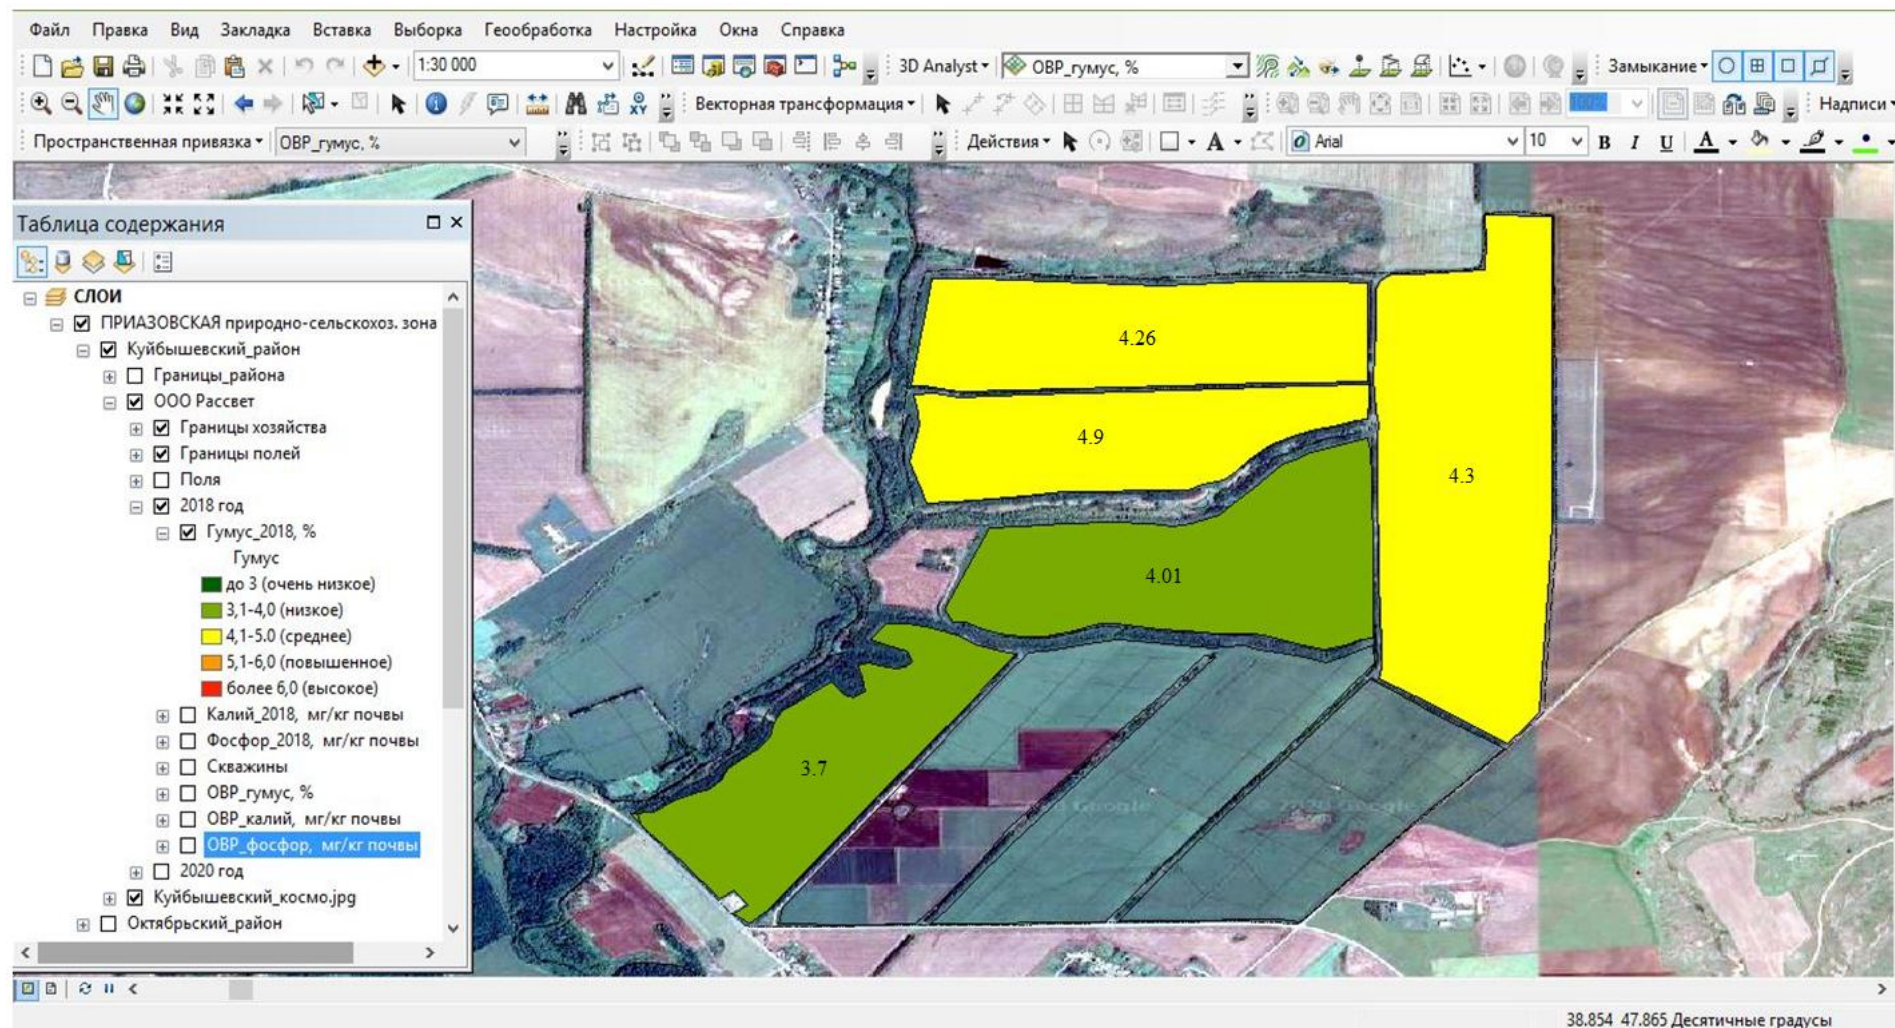 Файл Правка Вид Закладка Вставка Выборка Геообработка Настройка Окна Справка
1:30 000 3D Analyst ОВР_гумус, % Замыкание
Векторная трансформация 100% Надписи
Пространственная привязка ОВР_гумус, % Действия A Arial 10 B I U A
Таблица содержания
СЛОИ
ПРИАЗОВСКАЯ природно-сельскохоз. зона
Куйбышевский_район
Границы_района
ООО Рассвет
Границы хозяйства
Границы полей
Поля
2018 год
Гумус_2018, %
Гумус
до 3 (очень низкое)
3,1-4,0 (низкое)
4,1-5.0 (среднее)
5,1-6,0 (повышенное)
более 6,0 (высокое)
Калий_2018, мг/кг почвы
Фосфор_2018, мг/кг почвы
Скважины
ОВР_гумус, %
ОВР_калий, мг/кг почвы
ОВР_фосфор, мг/кг почвы
2020 год
Куйбышевский_космо.jpg
Октябрьский_район
4.26
4.9
4.3
4.01
3.7
38,854 47,865 Десятичные градусы